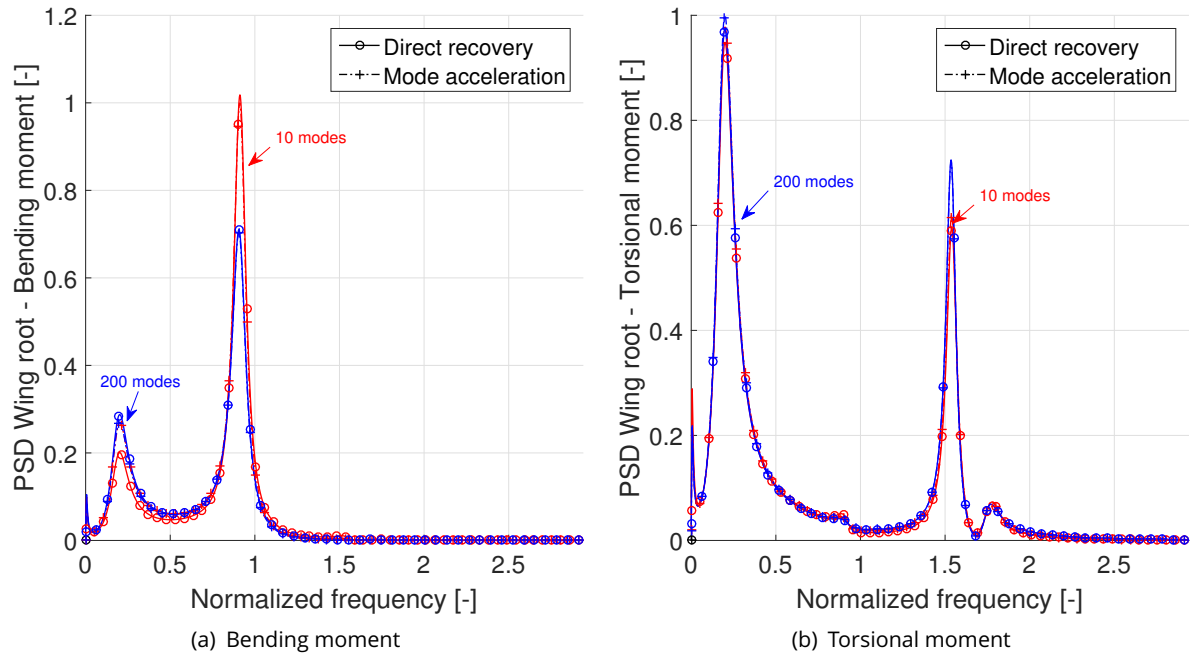 PSD Wing root - Bending moment [-]
1.2
1
0.8
0.6
0.4
0.2
0
Direct recovery
Mode acceleration
10 modes
200 modes
0 0.5 1 1.5 2 2.5
Normalized frequency [-]
(a) Bending moment
PSD Wing root - Torsional moment [-]
1
0.8
0.6
0.4
0.2
0
Direct recovery
Mode acceleration
200 modes
10 modes
0 0.5 1 1.5 2 2.5
Normalized frequency [-]
(b) Torsional moment